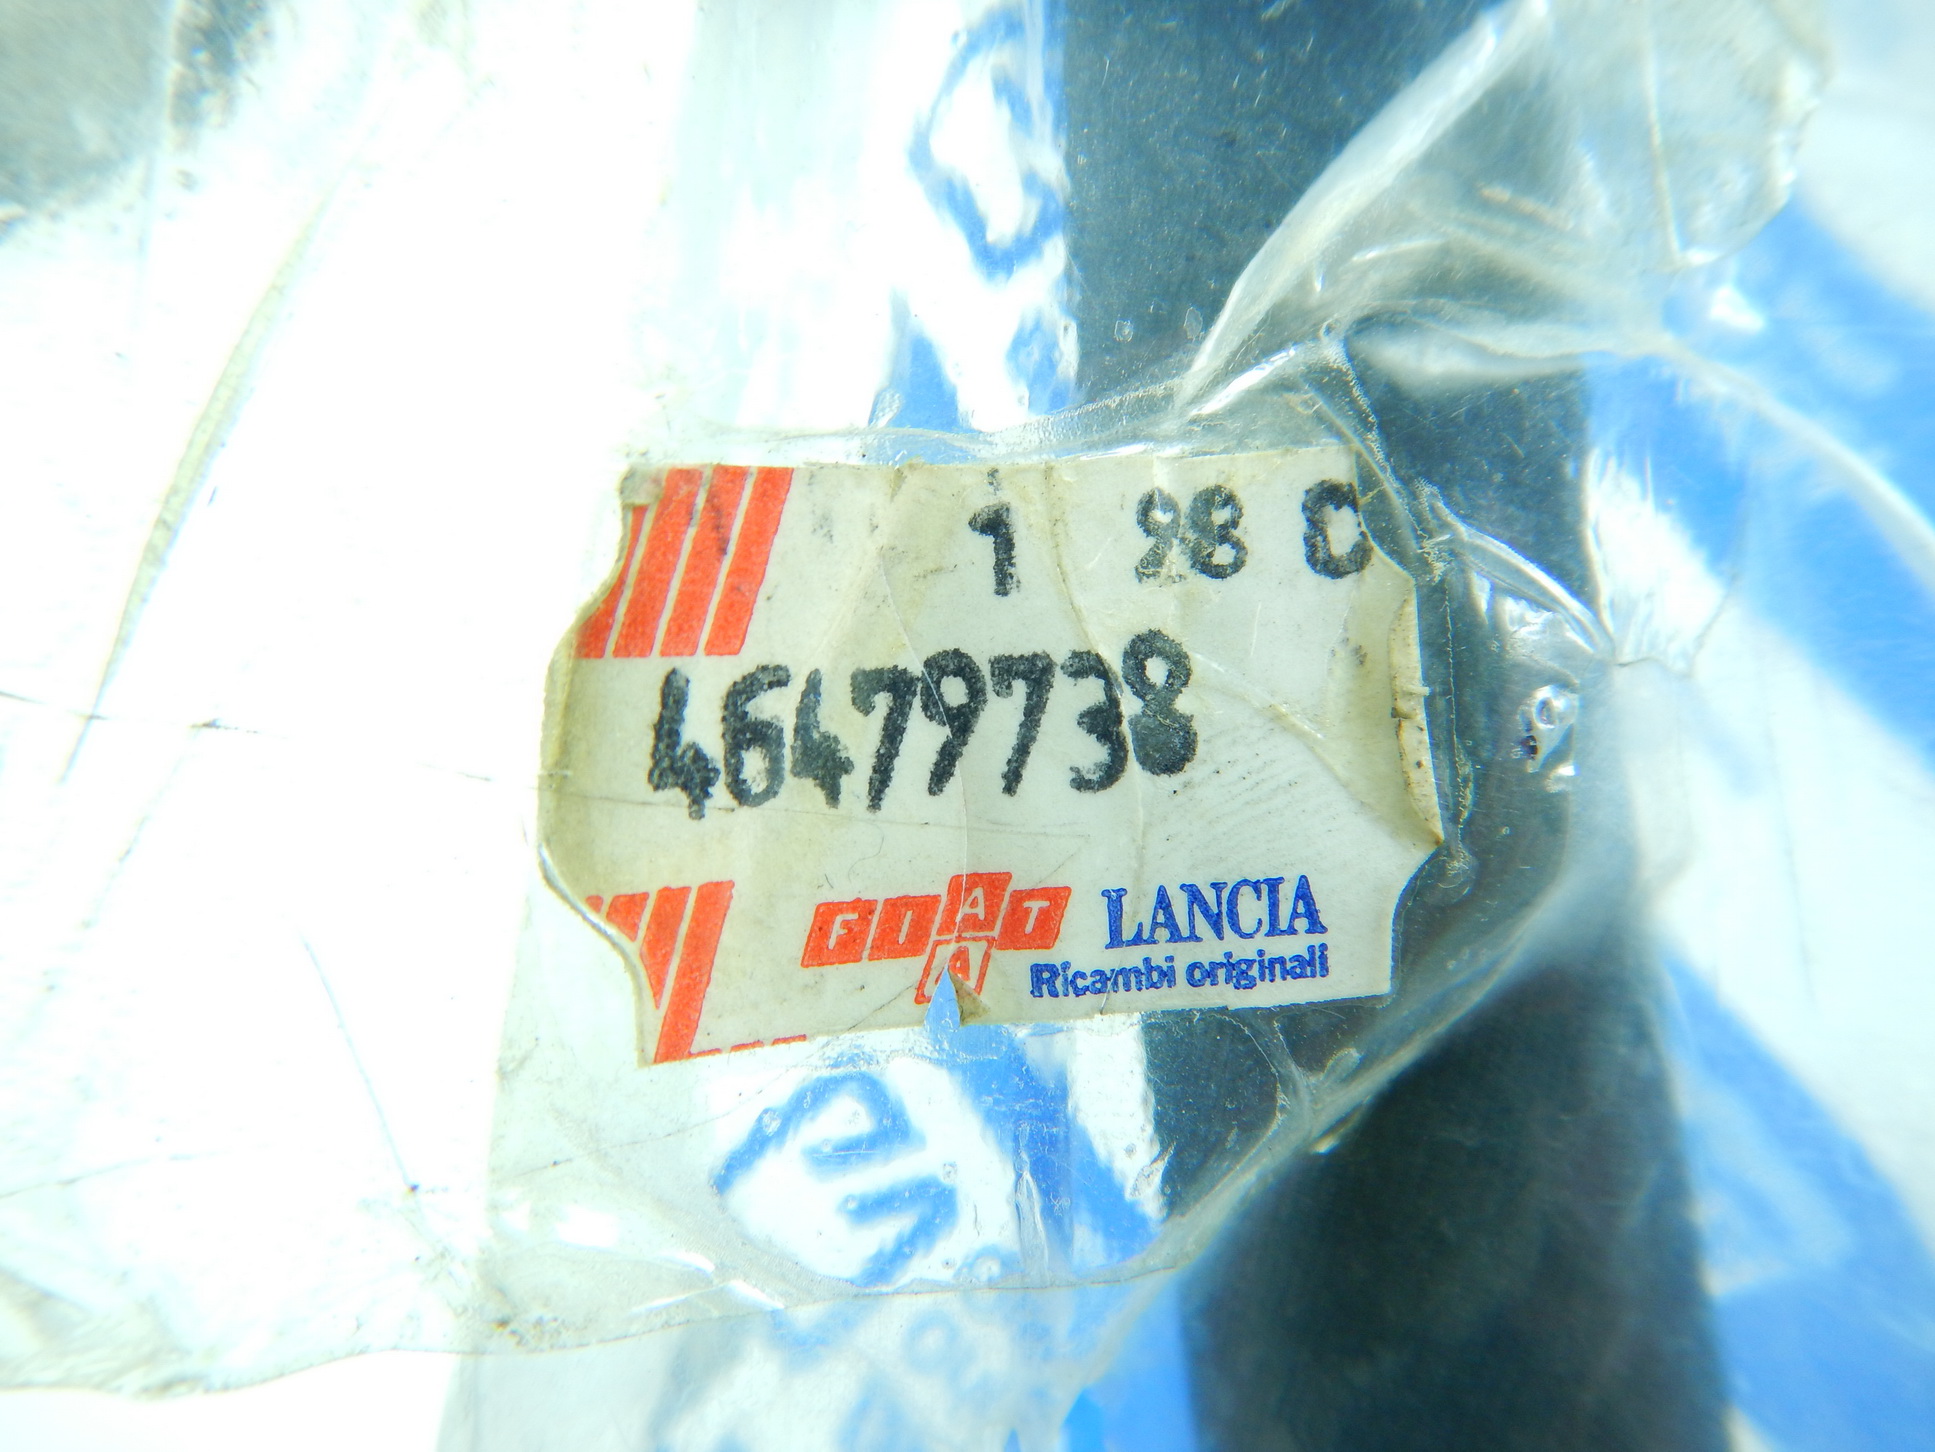 1 98 C
46479738
FIAT LANCIA
A Ricambi originali